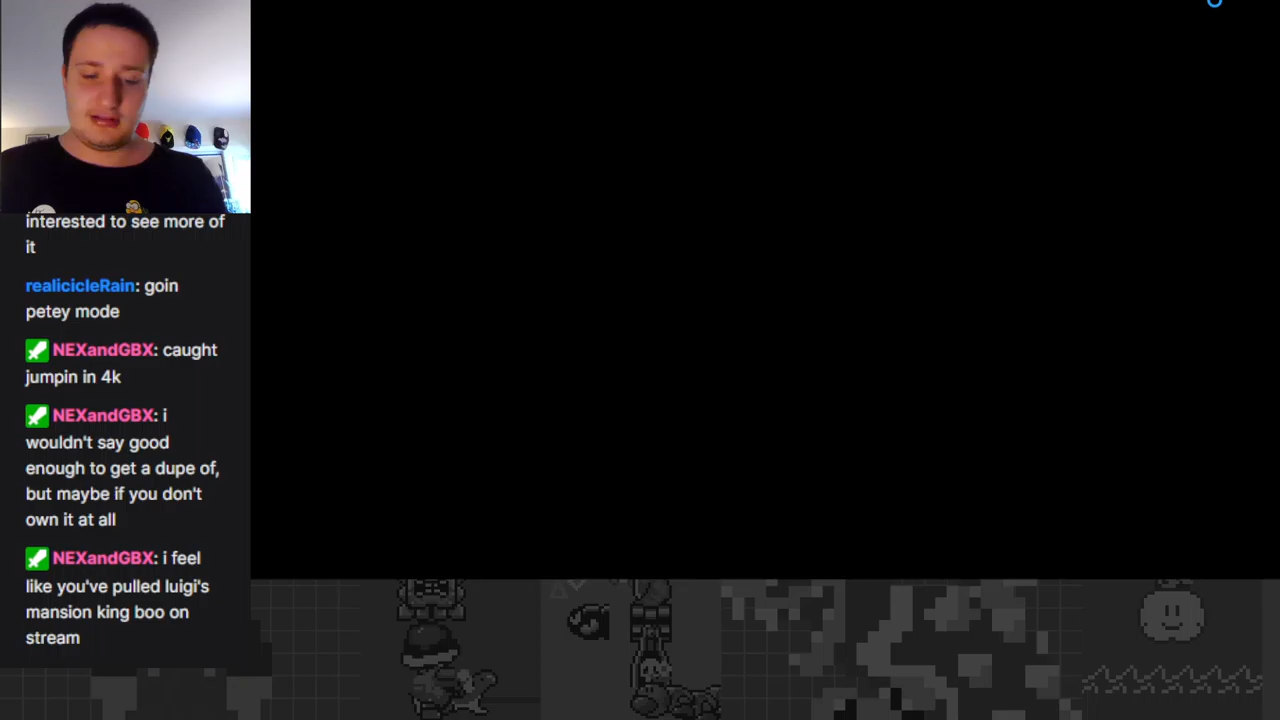 interested to see more of
it
realicicleRain: goin
petey mode
NEXandGBX: caught
jumpin in 4k
NEXandGBX: i
wouldn't say good
enough to get a dupe of,
but maybe if you don't
own it at all
NEXandGBX: i feel
like you've pulled luigi's
mansion king boo on
stream